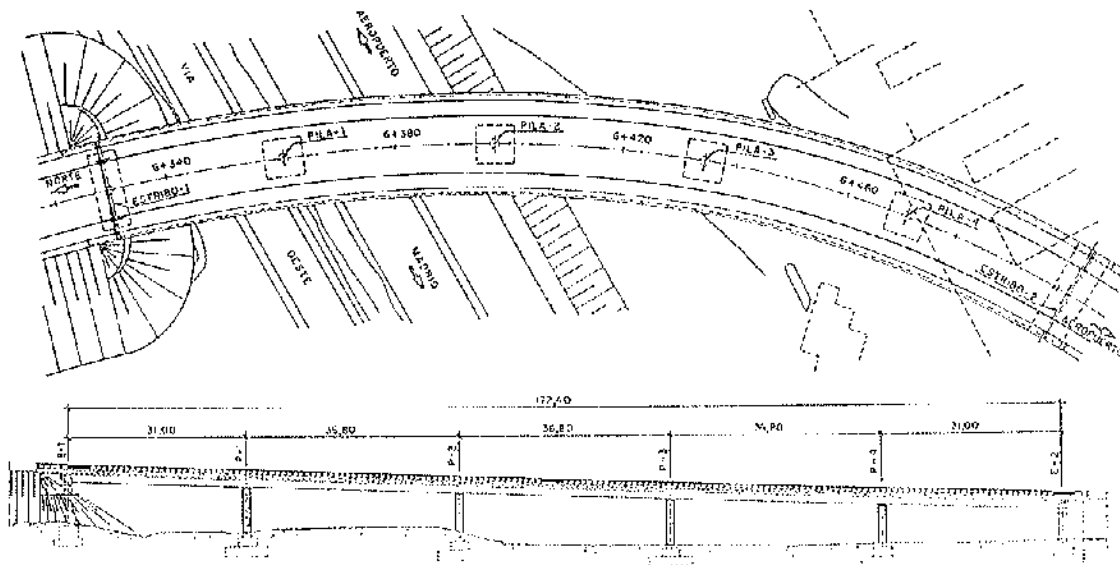 AEROPUERTO
VIA
PILA-1
6+380
PILA-2
6+420
PILA-3
6+340
NORTE
ESTRIBO-1
6+460
PILA-4
OESTE
MADRID
ESTRIBO-2
AEROPUERTO
172,40
31,00
36,80
36,80
36,80
31,00
E-1
P-1
P-2
P-3
P-4
E-2